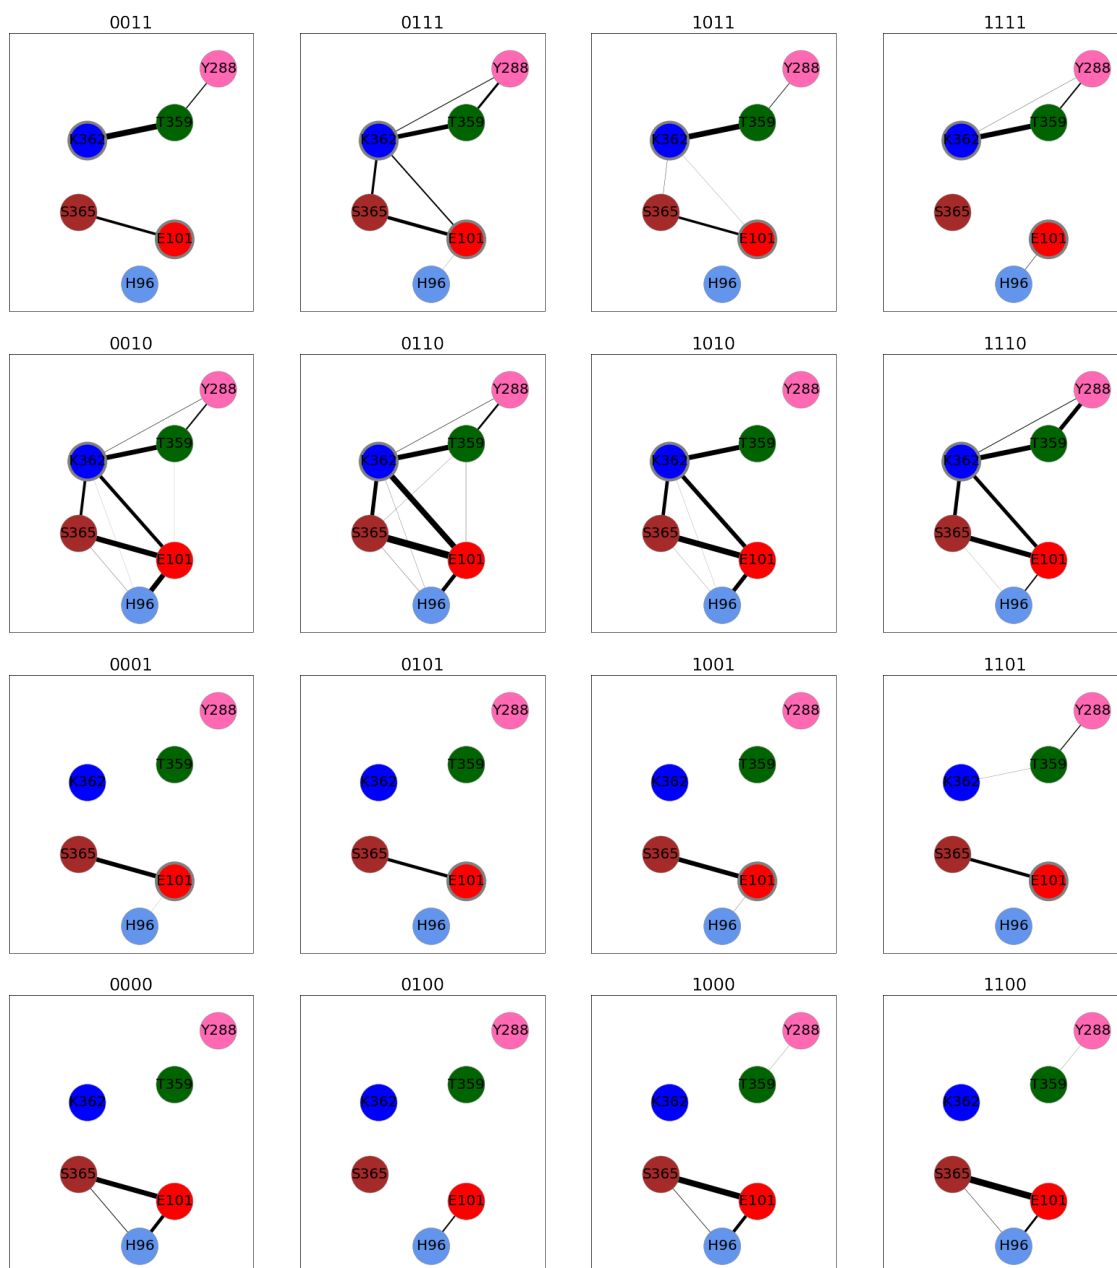 0011 0111 1011 1111
Y288 Y288 Y288 Y288
T359 T359 T359 T359
K362 K362 K362 K362
S365 S365 S365 S365
E101 E101 E101 E101
H96 H96 H96 H96
0010 0110 1010 1110
Y288 Y288 Y288 Y288
T359 T359 T359 T359
K362 K362 K362 K362
S365 S365 S365 S365
E101 E101 E101 E101
H96 H96 H96 H96
0001 0101 1001 1101
Y288 Y288 Y288 Y288
T359 T359 T359 T359
K362 K362 K362 K362
S365 S365 S365 S365
E101 E101 E101 E101
H96 H96 H96 H96
0000 0100 1000 1100
Y288 Y288 Y288 Y288
T359 T359 T359 T359
K362 K362 K362 K362
S365 S365 S365 S365
E101 E101 E101 E101
H96 H96 H96 H96